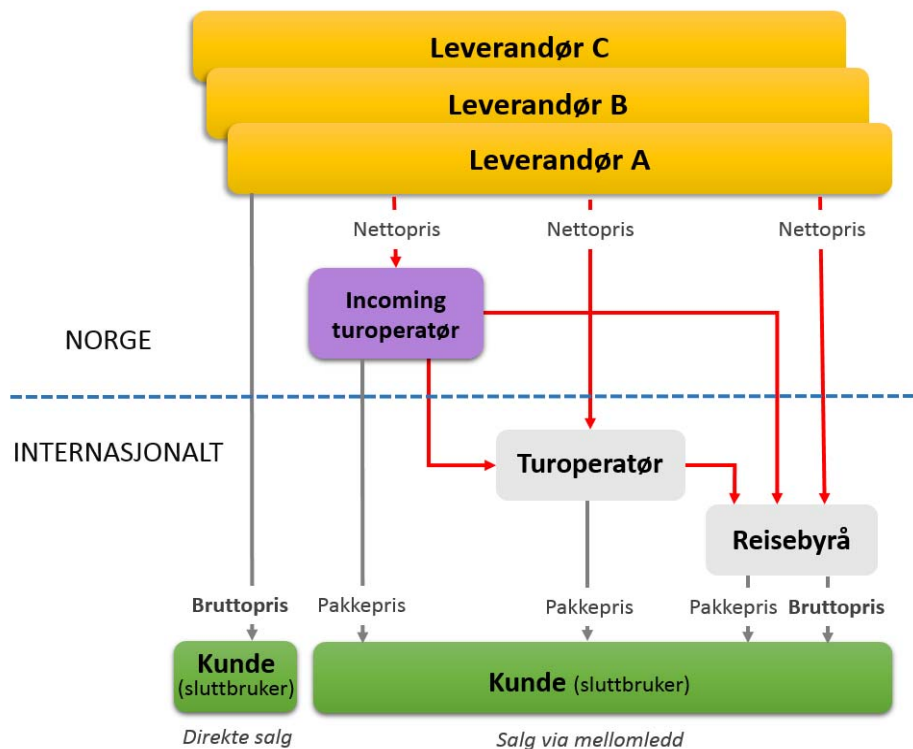 Leverandør C
Leverandør B
Leverandør A
Nettopris
Nettopris
Nettopris
Incoming
turoperatør
NORGE
INTERNASJONALT
Turoperatør
Reisebyrå
Bruttopris
Pakkepris
Pakkepris
Pakkepris
Bruttopris
Kunde
(sluttbruker)
Kunde (sluttbruker)
Direkte salg
Salg via mellomledd